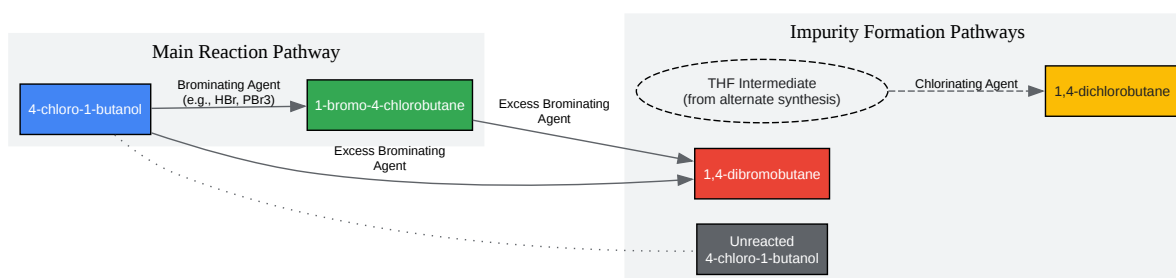 Main Reaction Pathway
4-chloro-1-butanol
Brominating Agent
(e.g., HBr, PBr3)
1-bromo-4-chlorobutane
Excess Brominating
Agent
Excess Brominating
Agent
Impurity Formation Pathways
THF Intermediate
(from alternate synthesis)
Chlorinating Agent
1,4-dichlorobutane
1,4-dibromobutane
Unreacted
4-chloro-1-butanol